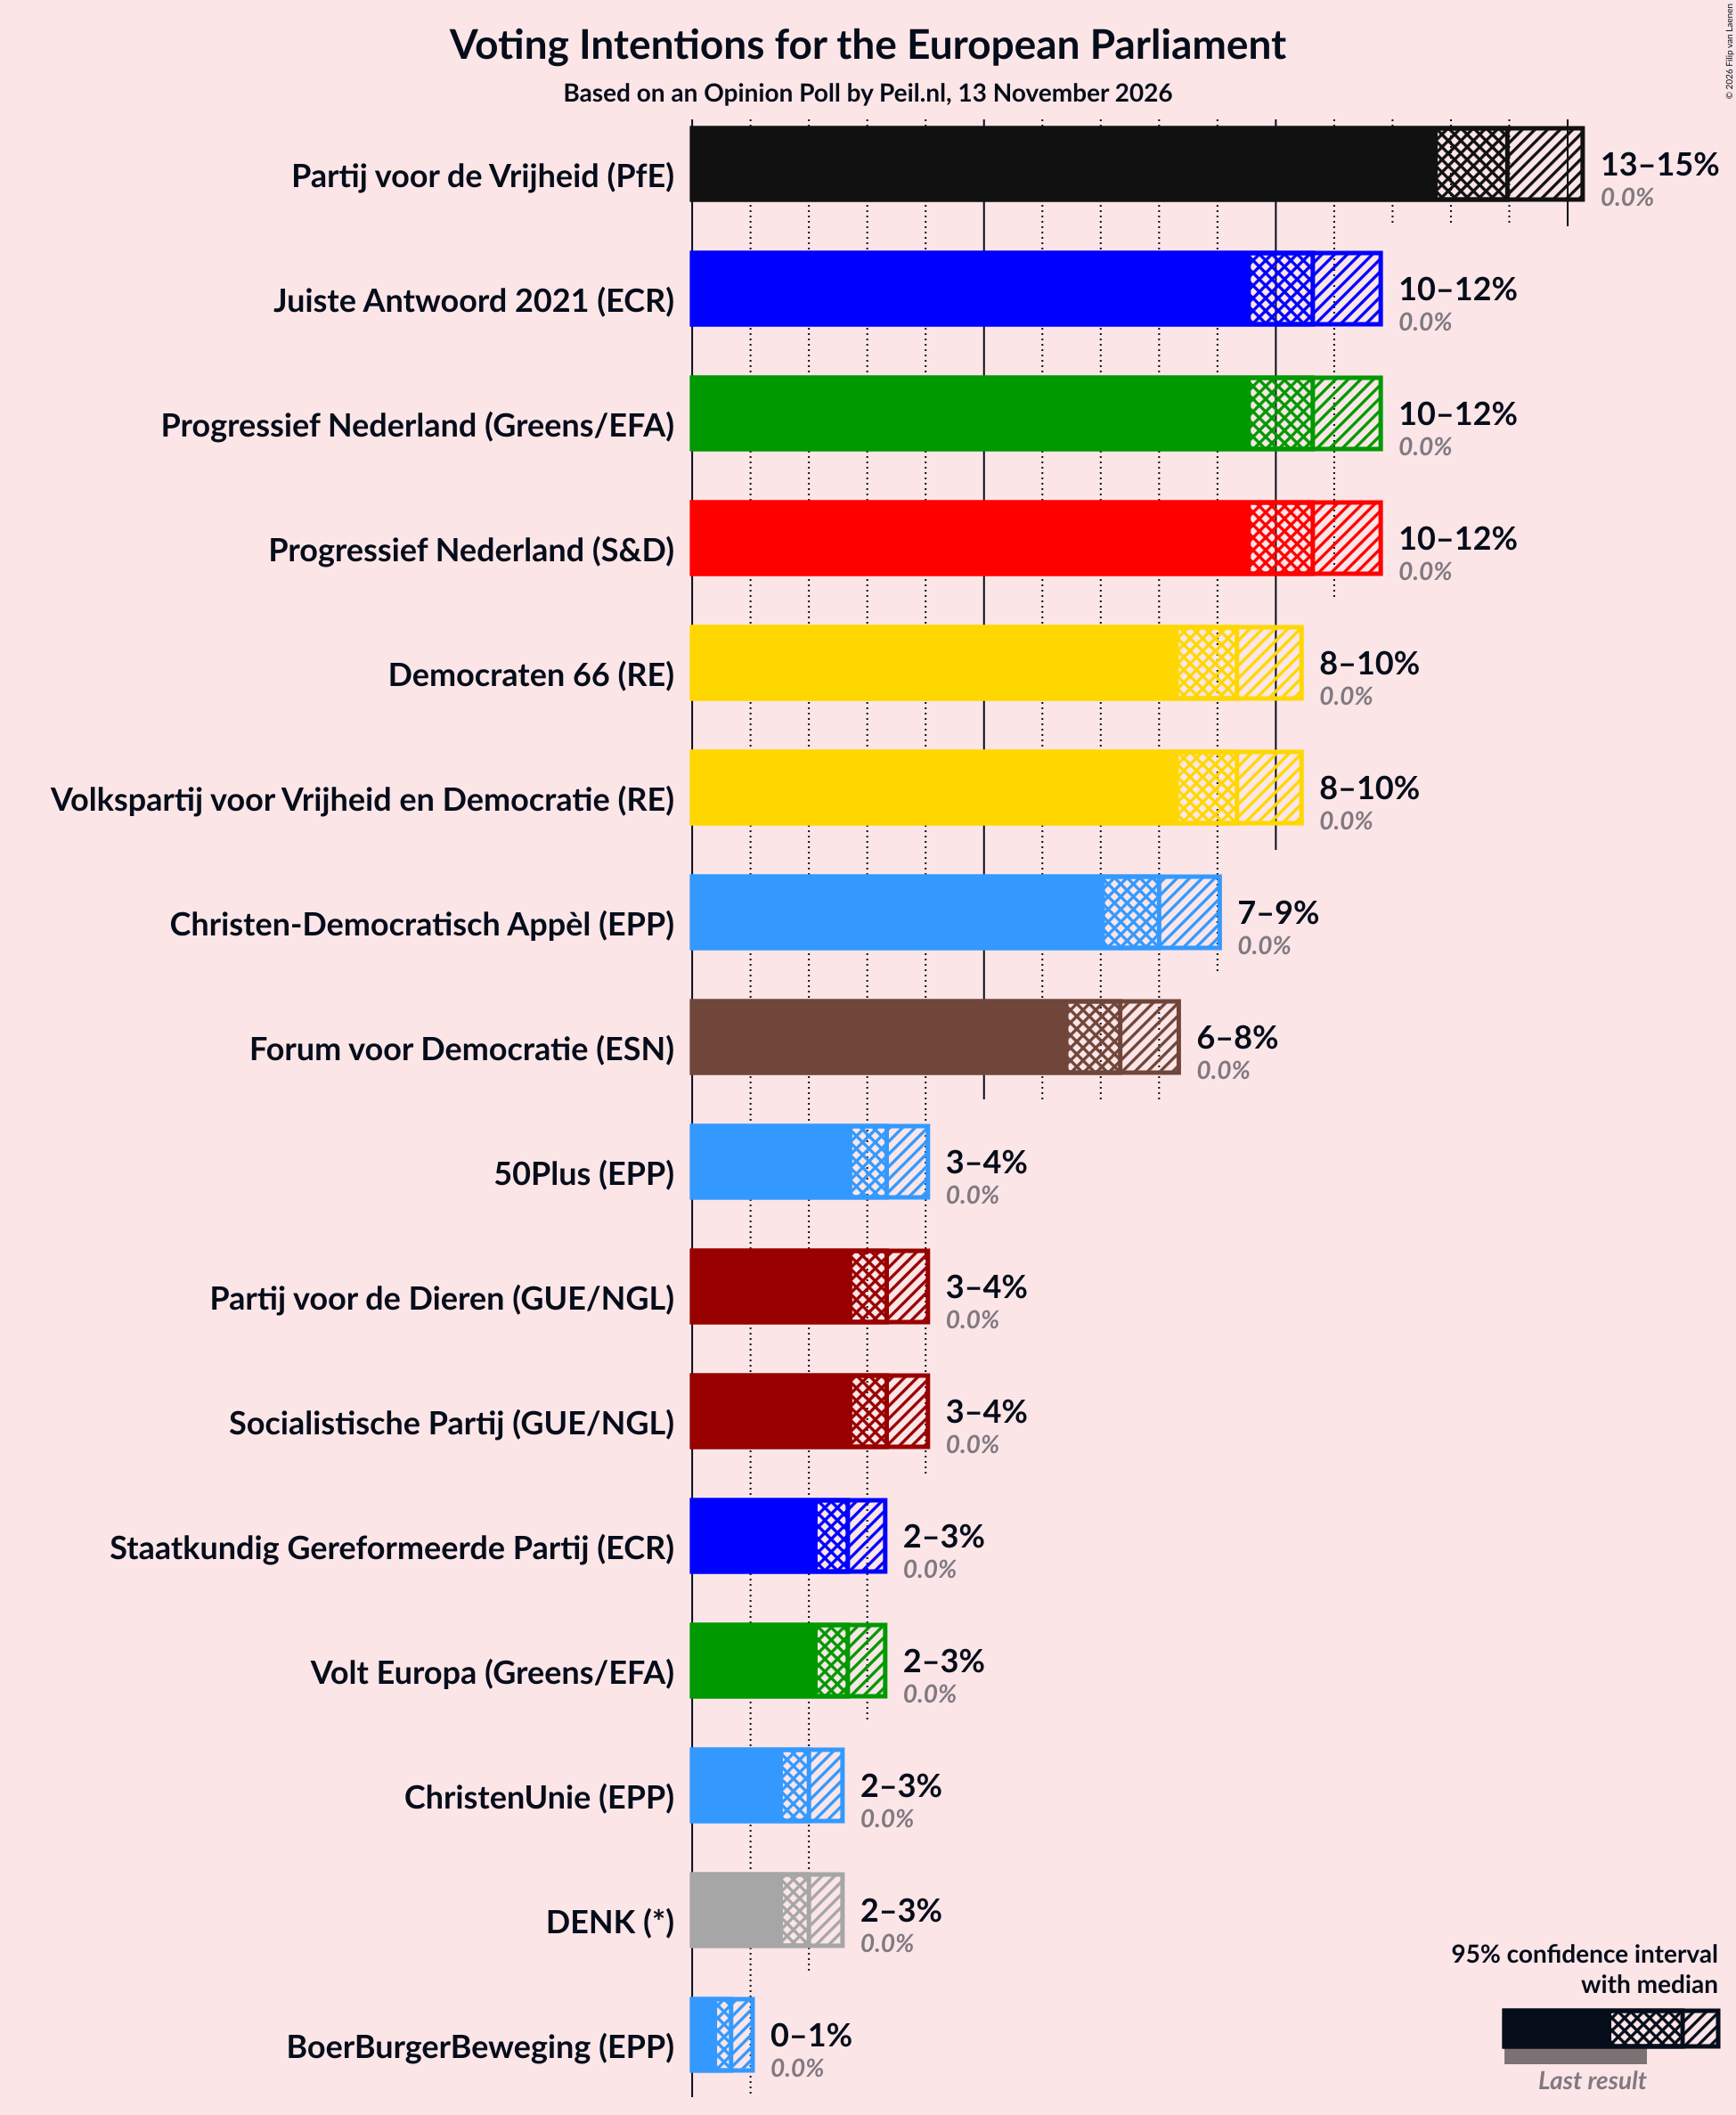 Voting Intentions for the European Parliament
Based on an Opinion Poll by Peil.nl, 13 November 2026
© 2026 Filip van Laenen
Partij voor de Vrijheid (PfE)
13–15%
0.0%
Juiste Antwoord 2021 (ECR)
10–12%
0.0%
Progressief Nederland (Greens/EFA)
10–12%
0.0%
Progressief Nederland (S&D)
10–12%
0.0%
Democraten 66 (RE)
8–10%
0.0%
Volkspartij voor Vrijheid en Democratie (RE)
8–10%
0.0%
Christen-Democratisch Appèl (EPP)
7–9%
0.0%
Forum voor Democratie (ESN)
6–8%
0.0%
50Plus (EPP)
3–4%
0.0%
Partij voor de Dieren (GUE/NGL)
3–4%
0.0%
Socialistische Partij (GUE/NGL)
3–4%
0.0%
Staatkundig Gereformeerde Partij (ECR)
2–3%
0.0%
Volt Europa (Greens/EFA)
2–3%
0.0%
ChristenUnie (EPP)
2–3%
0.0%
DENK (*)
2–3%
0.0%
BoerBurgerBeweging (EPP)
0–1%
0.0%
95% confidence interval
with median
Last result